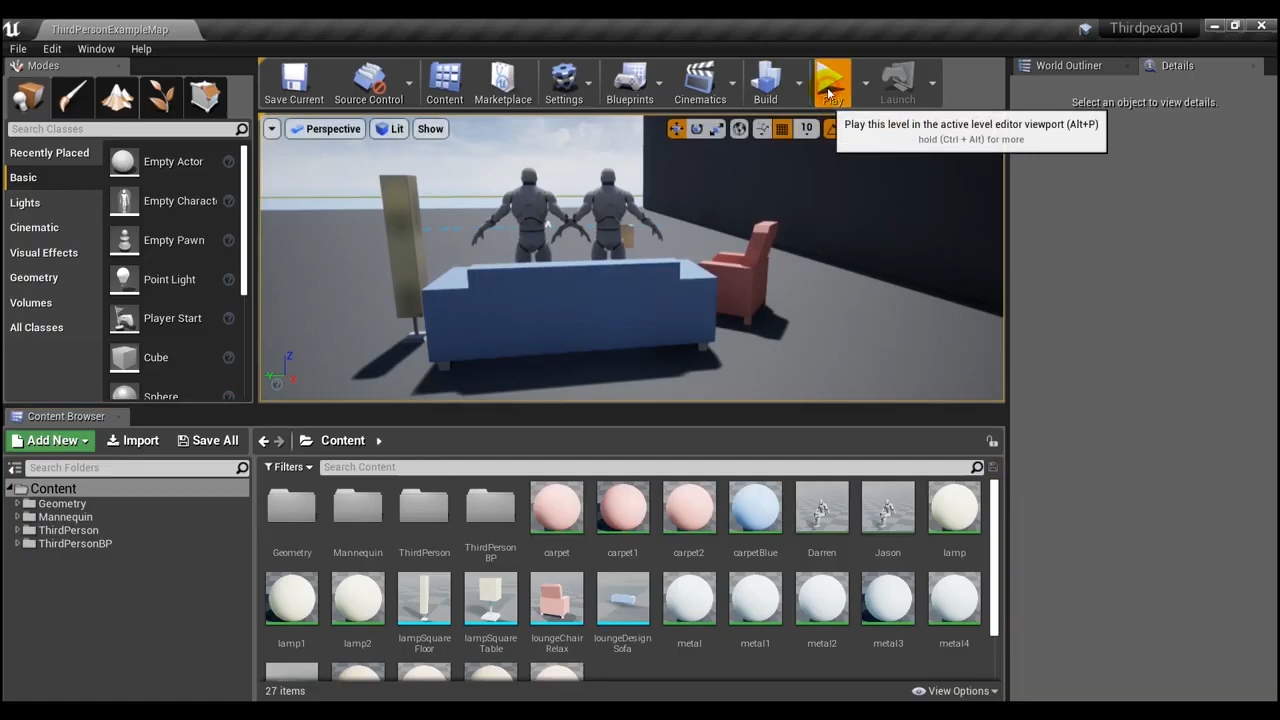 ThirdPersonExampleMap
Thirdpexa01
File Edit Window Help
Modes
Search Classes
Recently Placed
Basic
Lights
Cinematic
Visual Effects
Geometry
Volumes
All Classes
Empty Actor
Empty Charact
Empty Pawn
Point Light
Player Start
Cube
Sphere
Save Current
Source Control
Content
Marketplace
Settings
Blueprints
Cinematics
Build
Play
Launch
Play this level in the active level editor viewport (Alt+P)
hold (Ctrl + Alt) for more
Perspective
Lit
Show
10
X
Y
Z
World Outliner
Details
Select an object to view details.
Content Browser
Add New
Import
Save All
Content
Search Folders
Filters
Search Content
Content
Geometry
Mannequin
ThirdPerson
ThirdPersonBP
Geometry
Mannequin
ThirdPerson
ThirdPerson
BP
carpet
carpet1
carpet2
carpetBlue
Darren
Jason
lamp
lamp1
lamp2
lampSquare
Floor
lampSquare
Table
loungeChair
Relax
loungeDesign
Sofa
metal
metal1
metal2
metal3
metal4
27 items
View Options